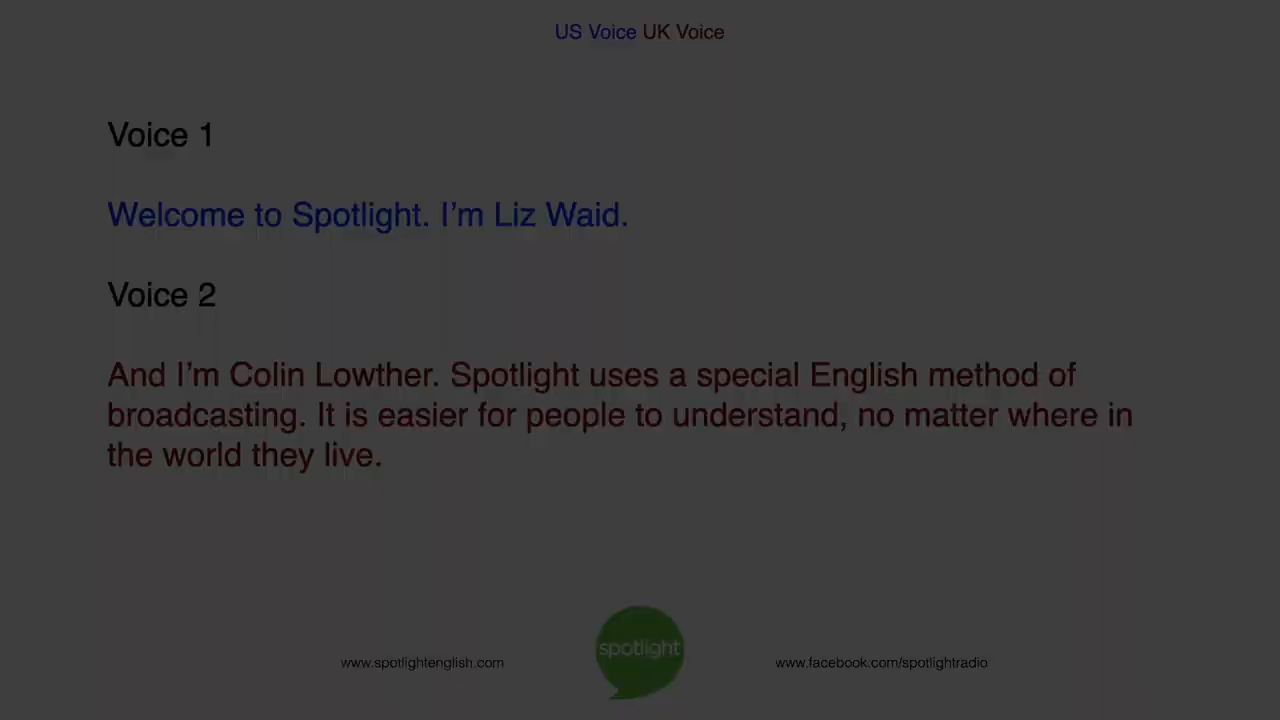 US Voice UK Voice
Voice 1
Welcome to Spotlight. I’m Liz Waid.
Voice 2
And I’m Colin Lowther. Spotlight uses a special English method of
broadcasting. It is easier for people to understand, no matter where in
the world they live.
www.spotlightenglish.com
spotlight
www.facebook.com/spotlightradio